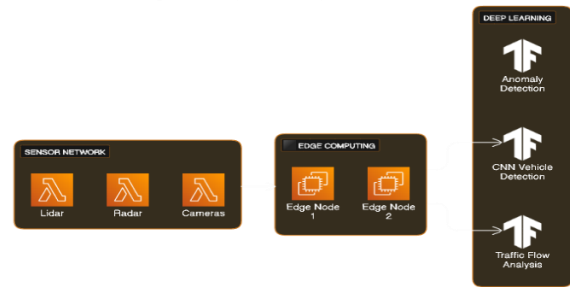 DEEP LEARNING
Anomaly
Detection
SENSOR NETWORK
Lidar
Radar
Cameras
EDGE COMPUTING
Edge Node
1
Edge Node
2
CNN Vehicle
Detection
Traffic Flow
Analysis